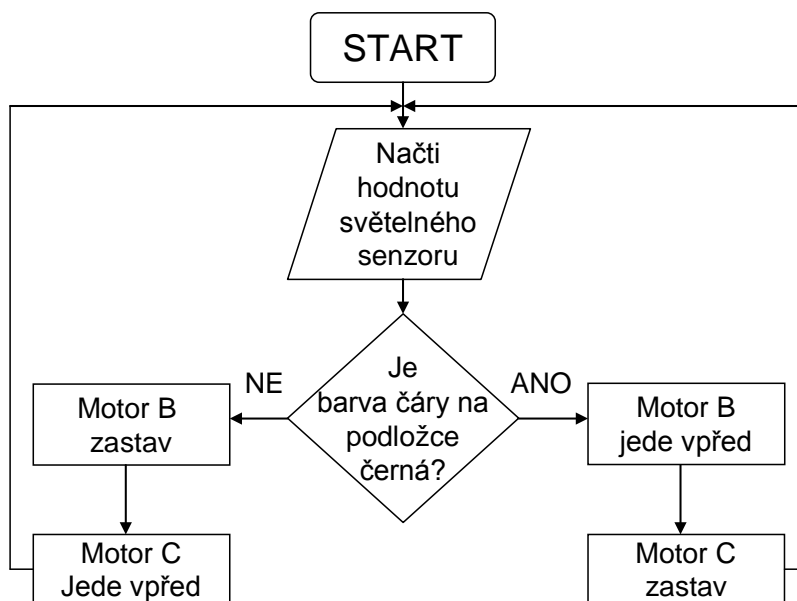 START
Načti
hodnotu
světelného
senzoru
Je
barva čáry na
podložce
černá?
NE
ANO
Motor B
zastav
Motor B
jede vpřed
Motor C
Jede vpřed
Motor C
zastav